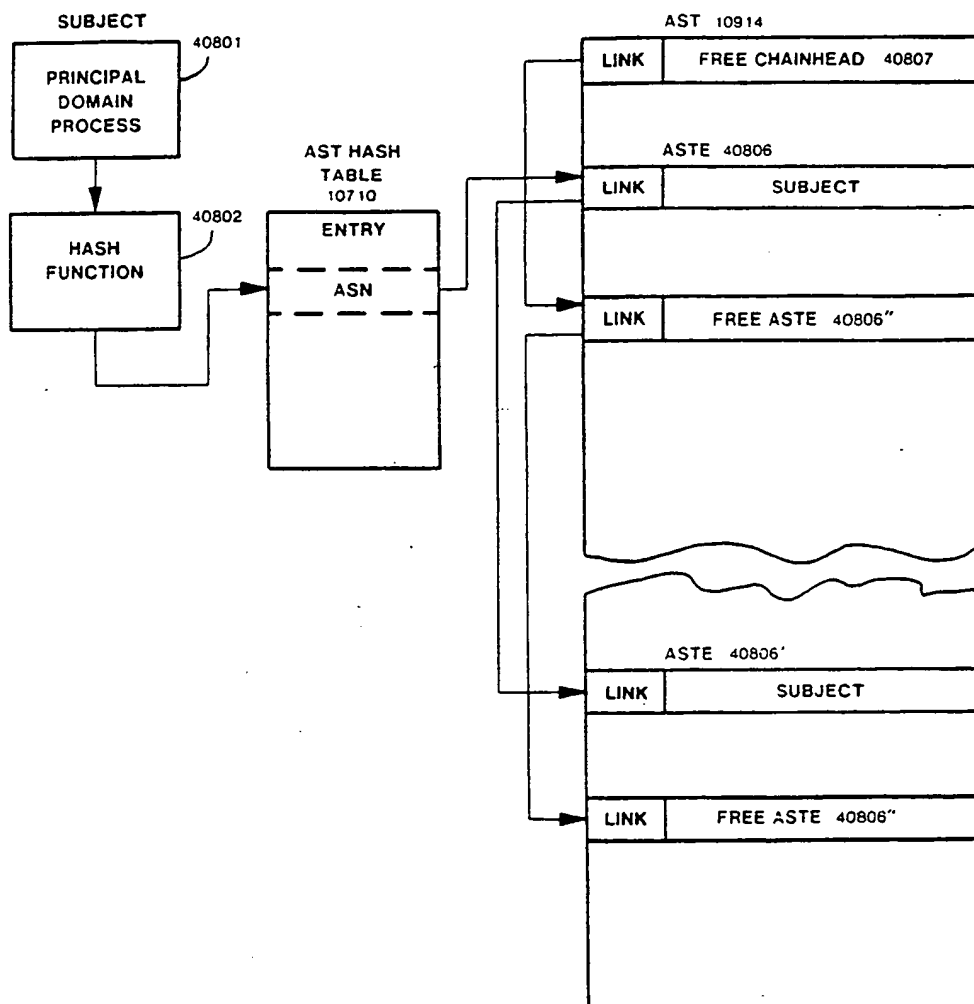 SUBJECT
40801
PRINCIPAL
DOMAIN
PROCESS
40802
HASH
FUNCTION
AST HASH
TABLE
10710
ENTRY
ASN
AST 10914
LINK FREE CHAINHEAD 40807
ASTE 40806
LINK SUBJECT
LINK FREE ASTE 40806"
ASTE 40806'
LINK SUBJECT
LINK FREE ASTE 40806"